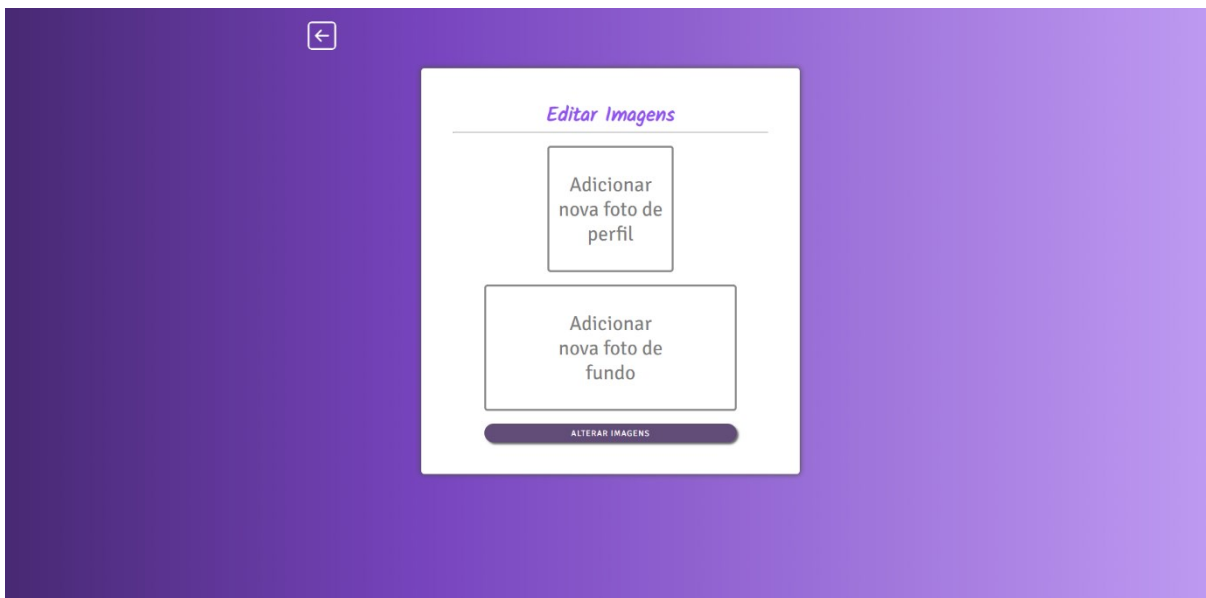 Editar Imagens
Adicionar
nova foto de
perfil
Adicionar
nova foto de
fundo
ALTERAR IMAGENS